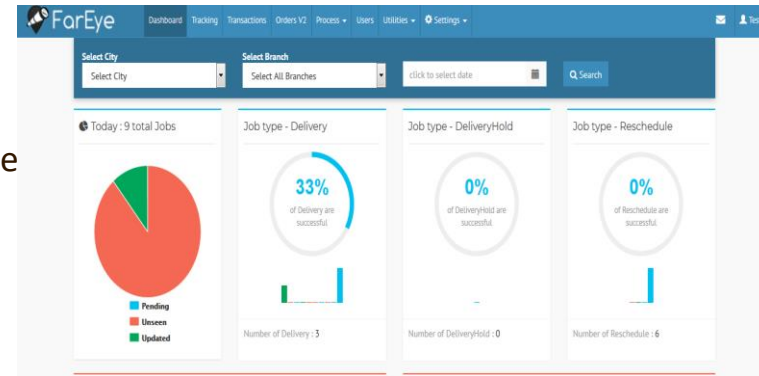 FarEye
Dashboard Tracking Transactions Orders V2 Process Users Utilities Settings
Select City Select Branch
Select City Select All Branches click to select date Search
e
Today : 9 total Jobs
Job type - Delivery
Job type - DeliveryHold
Job type - Reschedule
33%
of Delivery are
successful
0%
of DeliveryHold are
successful
0%
of Reschedule are
successful
Pending
Unseen
Updated
Number of Delivery : 3
Number of DeliveryHold : 0
Number of Reschedule : 6